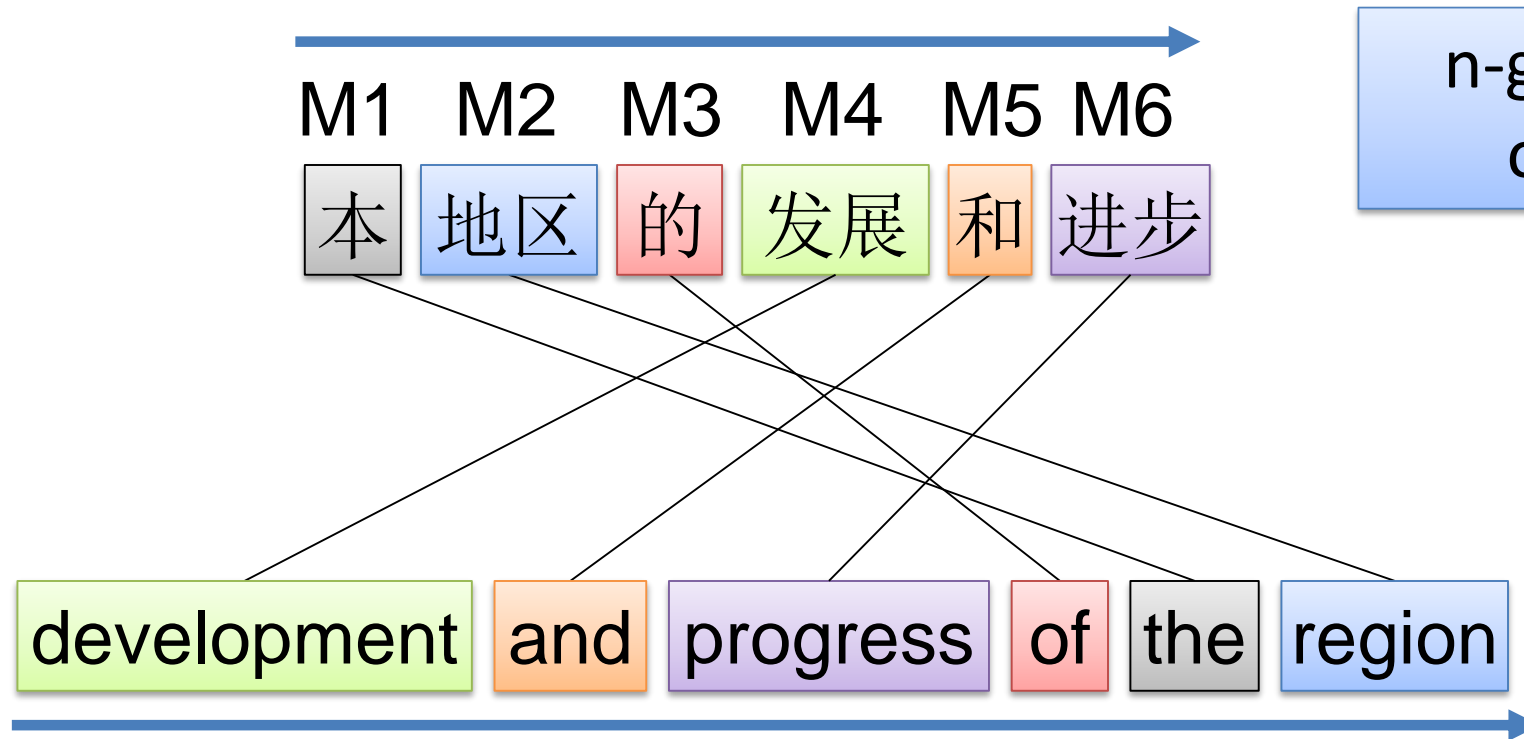 M1 M2 M3 M4 M5 M6
本 地区 的 发展 和 进步
development and progress of the region